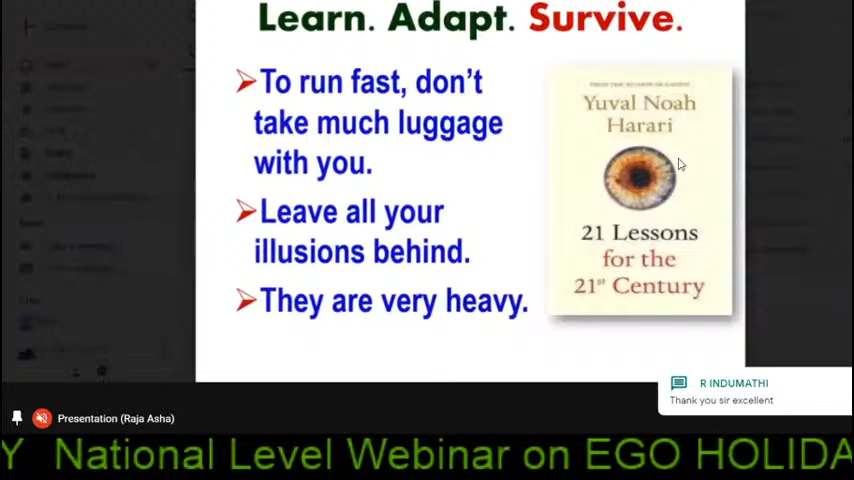 Learn. Adapt. Survive.
➢To run fast, don't
take much luggage
with you.
➢Leave all your
illusions behind.
➢They are very heavy.
Yuval Noah
Harari
21 Lessons
for the
21st Century
R INDUMATHI
Thank you sir excellent
Presentation (Raja Asha)
Y National Level Webinar on EGO HOLIDA